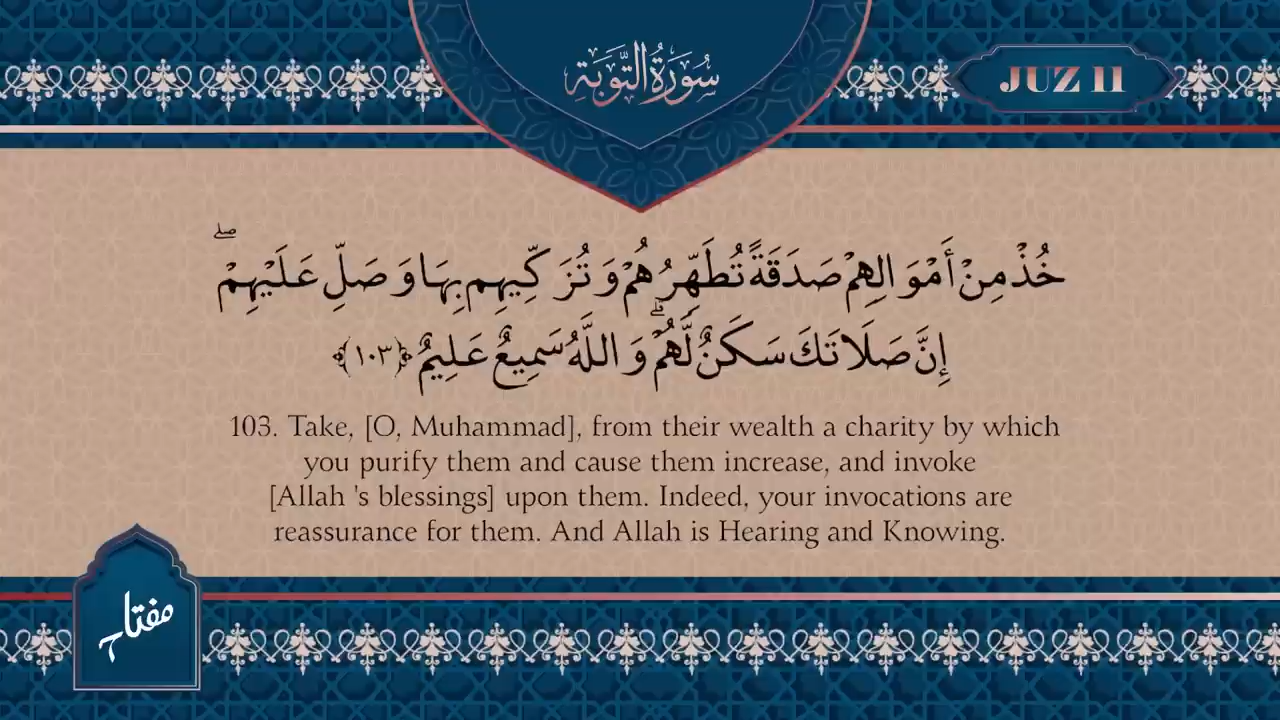 سُورَةُ التَّوْبَةِ
JUZ 11
خُذْ مِنْ أَمْوَالِهِمْ صَدَقَةً تُطَهِّرُهُمْ وَتُزَكِّيهِم بِهَا وَصَلِّ عَلَيْهِمْ ۖ
إِنَّ صَلَاتَكَ سَكَنٌ لَّهُمْ ۗ وَاللَّهُ سَمِيعٌ عَلِيمٌ ﴿١٠٣﴾
103. Take, [O, Muhammad], from their wealth a charity by which
you purify them and cause them increase, and invoke
[Allah 's blessings] upon them. Indeed, your invocations are
reassurance for them. And Allah is Hearing and Knowing.
مفتاح